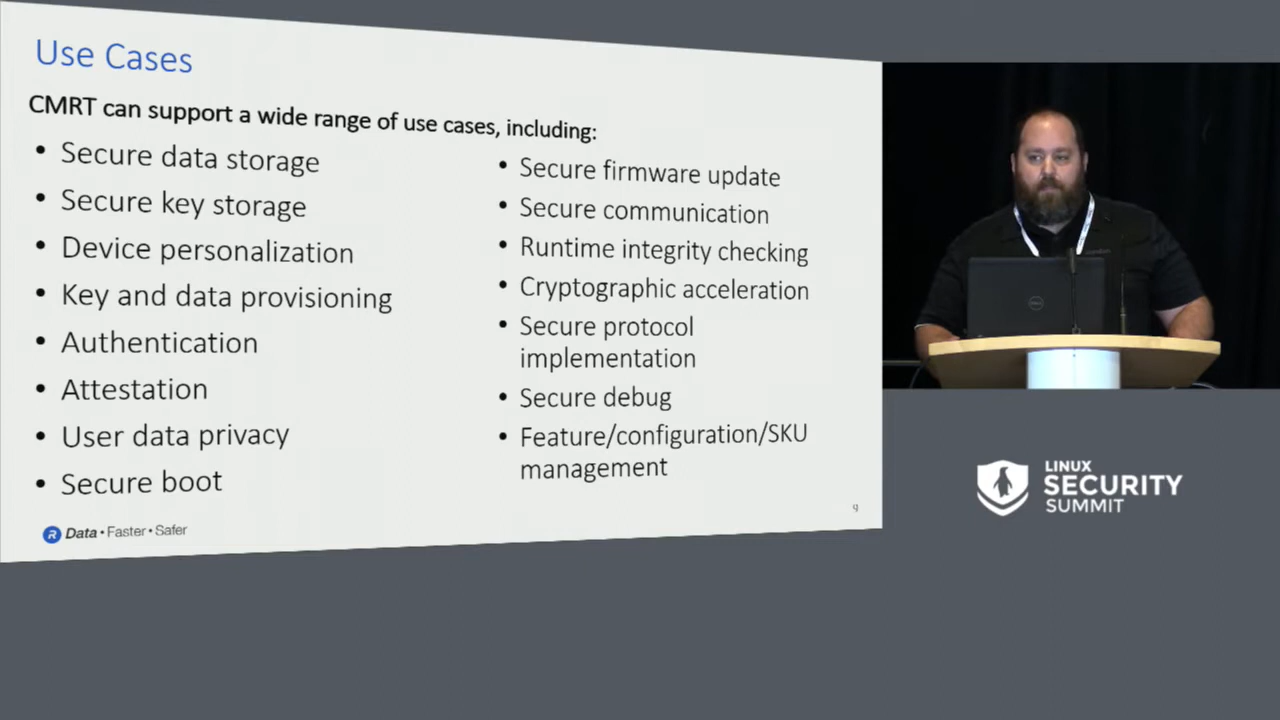 Use Cases
CMRT can support a wide range of use cases, including:
• Secure data storage
• Secure key storage
• Device personalization
• Key and data provisioning
• Authentication
• Attestation
• User data privacy
• Secure boot
• Secure firmware update
• Secure communication
• Runtime integrity checking
• Cryptographic acceleration
• Secure protocol
implementation
• Secure debug
• Feature/configuration/SKU
management
9
R Data • Faster • Safer
LINUX
SECURITY
SUMMIT